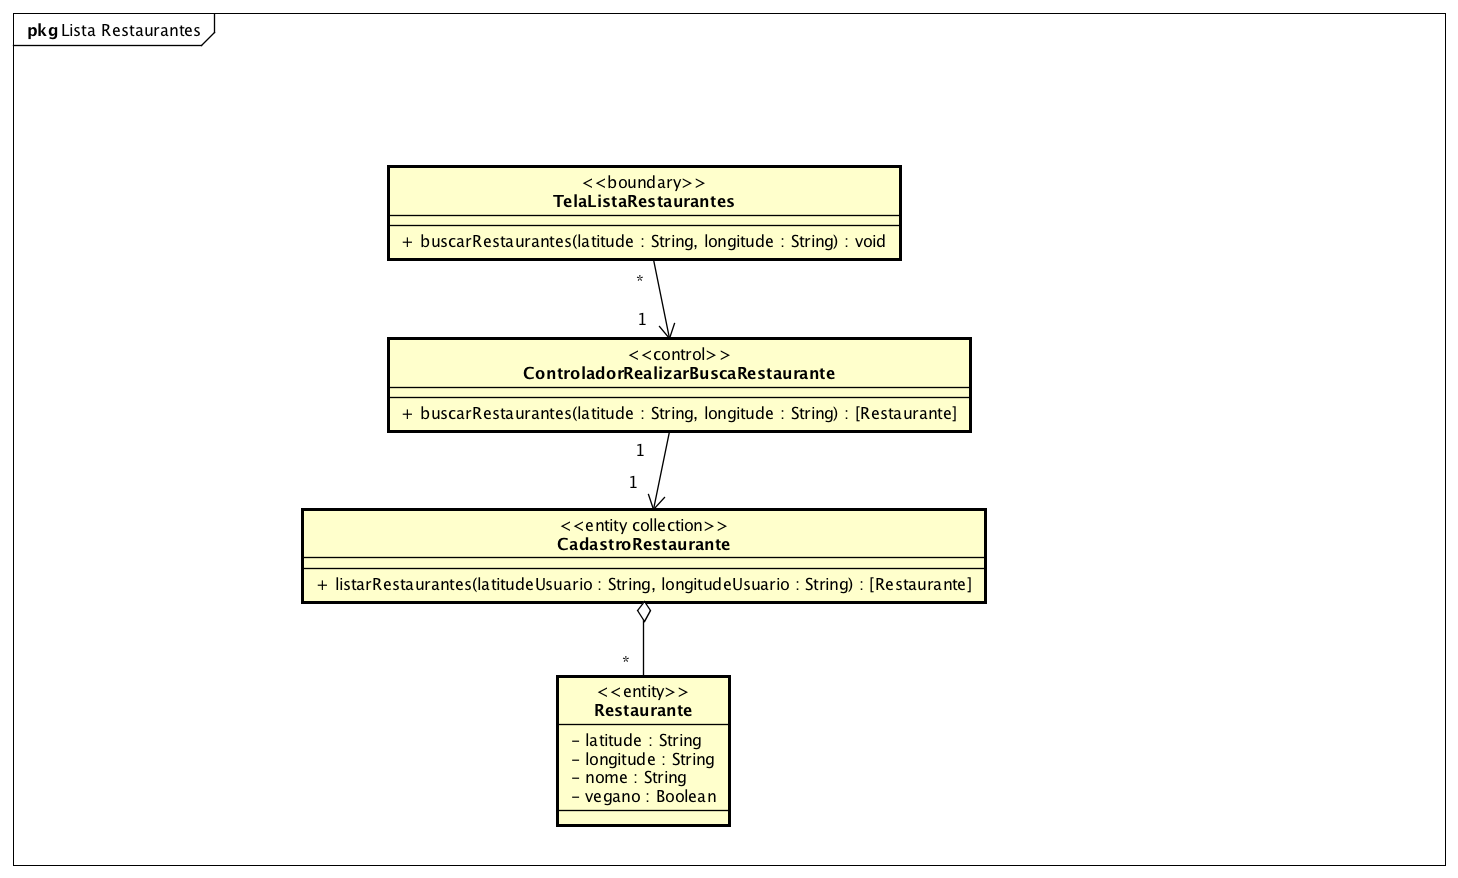 pkg Lista Restaurantes
<<boundary>>
TelaListaRestaurantes
+ buscarRestaurantes(latitude : String, longitude : String) : void
*
1
<<control>>
ControladorRealizarBuscaRestaurante
+ buscarRestaurantes(latitude : String, longitude : String) : [Restaurante]
1
1
<<entity collection>>
CadastroRestaurante
+ listarRestaurantes(latitudeUsuario : String, longitudeUsuario : String) : [Restaurante]
*
<<entity>>
Restaurante
- latitude : String
- longitude : String
- nome : String
- vegano : Boolean